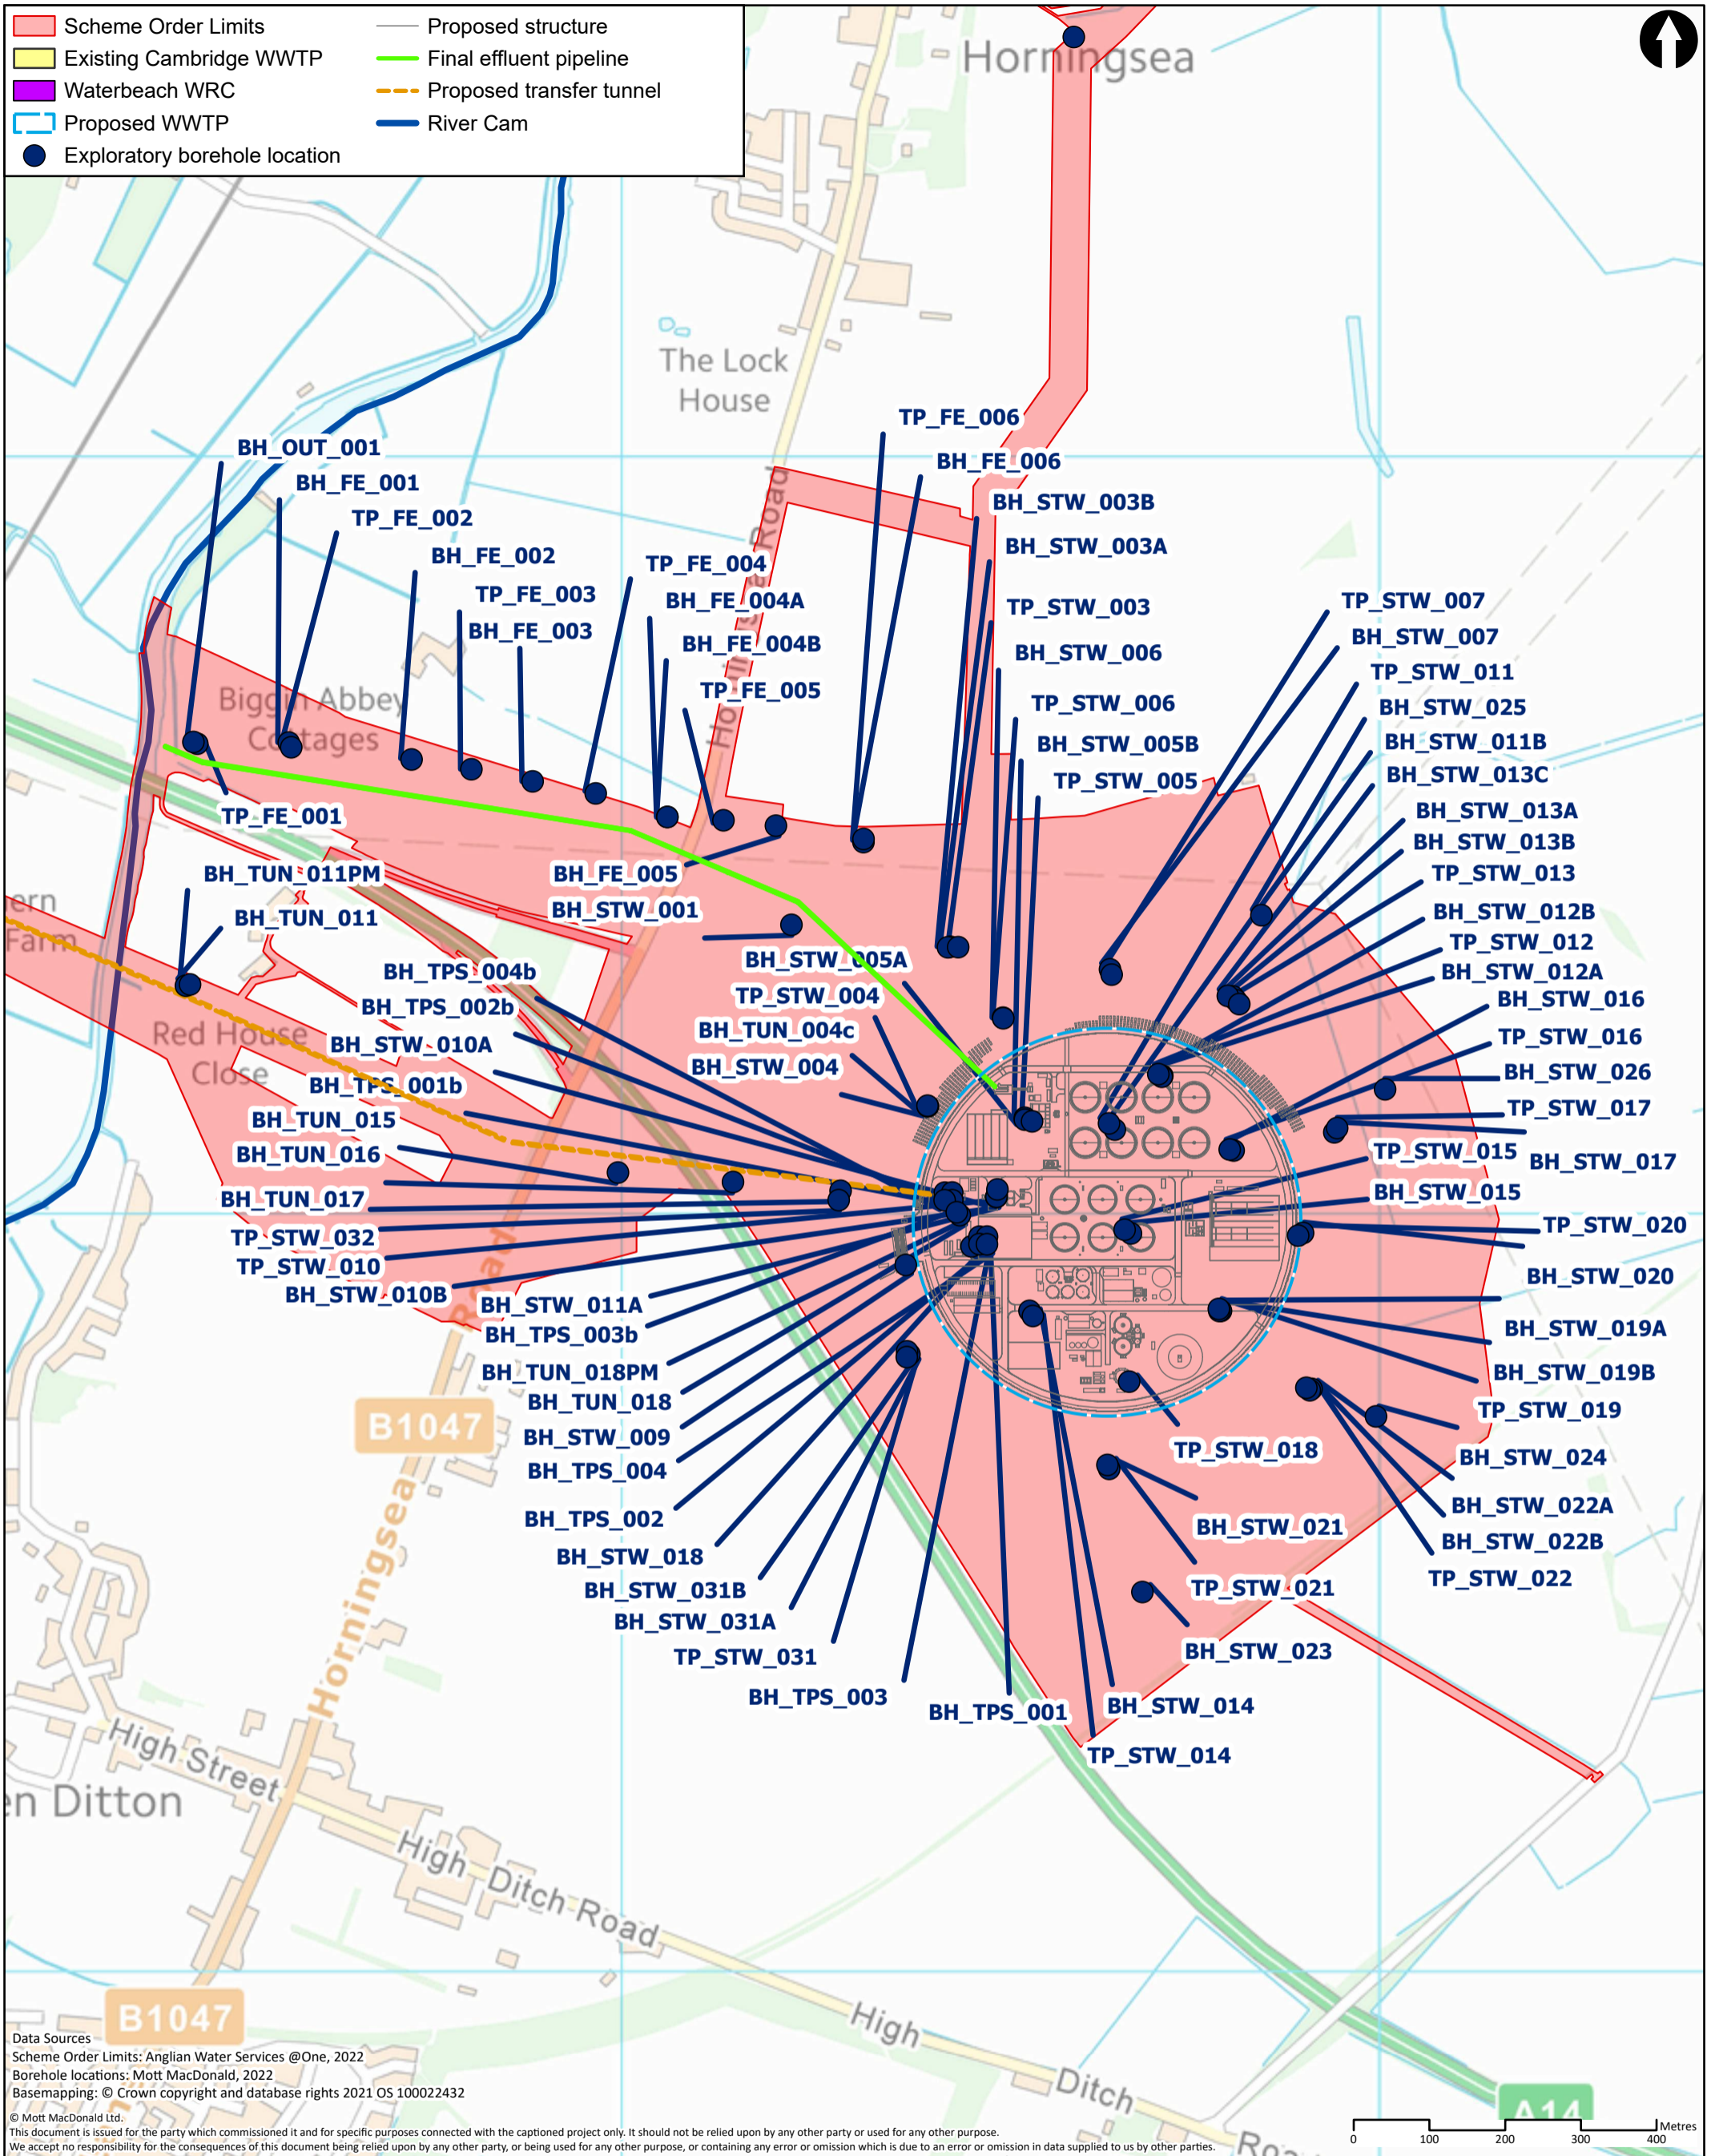 Scheme Order Limits
Existing Cambridge WWTP
Waterbeach WRC
Proposed WWTP
Exploratory borehole location
Proposed structure
Final effluent pipeline
Proposed transfer tunnel
River Cam
Horningsea
The Lock
House
TP_FE_006
BH_OUT_001
BH_FE_006
BH_FE_001
BH_STW_003B
TP_FE_002
BH_STW_003A
BH_FE_002
TP_FE_004
TP_FE_003
BH_FE_004A
TP_STW_003
TP_STW_007
BH_FE_003
BH_FE_004B
BH_STW_006
BH_STW_007
TP_STW_011
TP_FE_005
TP_STW_006
BH_STW_025
Biggin Abbey
Cottages
BH_STW_005B
BH_STW_011B
TP_STW_005
BH_STW_013C
TP_FE_001
BH_STW_013A
BH_STW_013B
BH_TUN_011PM
BH_FE_005
TP_STW_013
BH_TUN_011
BH_STW_001
BH_STW_012B
ern
Farm
TP_STW_012
BH_TPS_004b
BH_STW_005A
BH_STW_012A
BH_TPS_002b
TP_STW_004
BH_STW_016
Red House
Close
BH_STW_010A
BH_TUN_004c
TP_STW_016
BH_TPS_001b
BH_STW_004
BH_STW_026
BH_TUN_015
TP_STW_017
BH_TUN_016
TP_STW_015
BH_STW_017
BH_TUN_017
BH_STW_015
TP_STW_032
TP_STW_020
TP_STW_010
BH_STW_020
BH_STW_010B
BH_STW_011A
BH_STW_019A
BH_TPS_003b
BH_TUN_018PM
BH_STW_019B
BH_TUN_018
TP_STW_019
B1047
BH_STW_009
TP_STW_018
BH_STW_024
BH_TPS_004
BH_STW_022A
BH_TPS_002
BH_STW_021
BH_STW_022B
BH_STW_018
TP_STW_022
BH_STW_031B
TP_STW_021
BH_STW_031A
BH_STW_023
TP_STW_031
BH_TPS_003
BH_TPS_001
BH_STW_014
TP_STW_014
Horningsea
Road
High Street
en Ditton
High Ditch Road
B1047
High
Ditch
Road
A14
Data Sources
Scheme Order Limits: Anglian Water Services @One, 2022
Borehole locations: Mott MacDonald, 2022
Basemapping: © Crown copyright and database rights 2021 OS 100022432
© Mott MacDonald Ltd.
This document is issued for the party which commissioned it and for specific purposes connected with the captioned project only. It should not be relied upon by any other party or used for any other purpose.
We accept no responsibility for the consequences of this document being relied upon by any other party, or being used for any other purpose, or containing any error or omission which is due to an error or omission in data supplied to us by other parties.
Metres
0 100 200 300 400